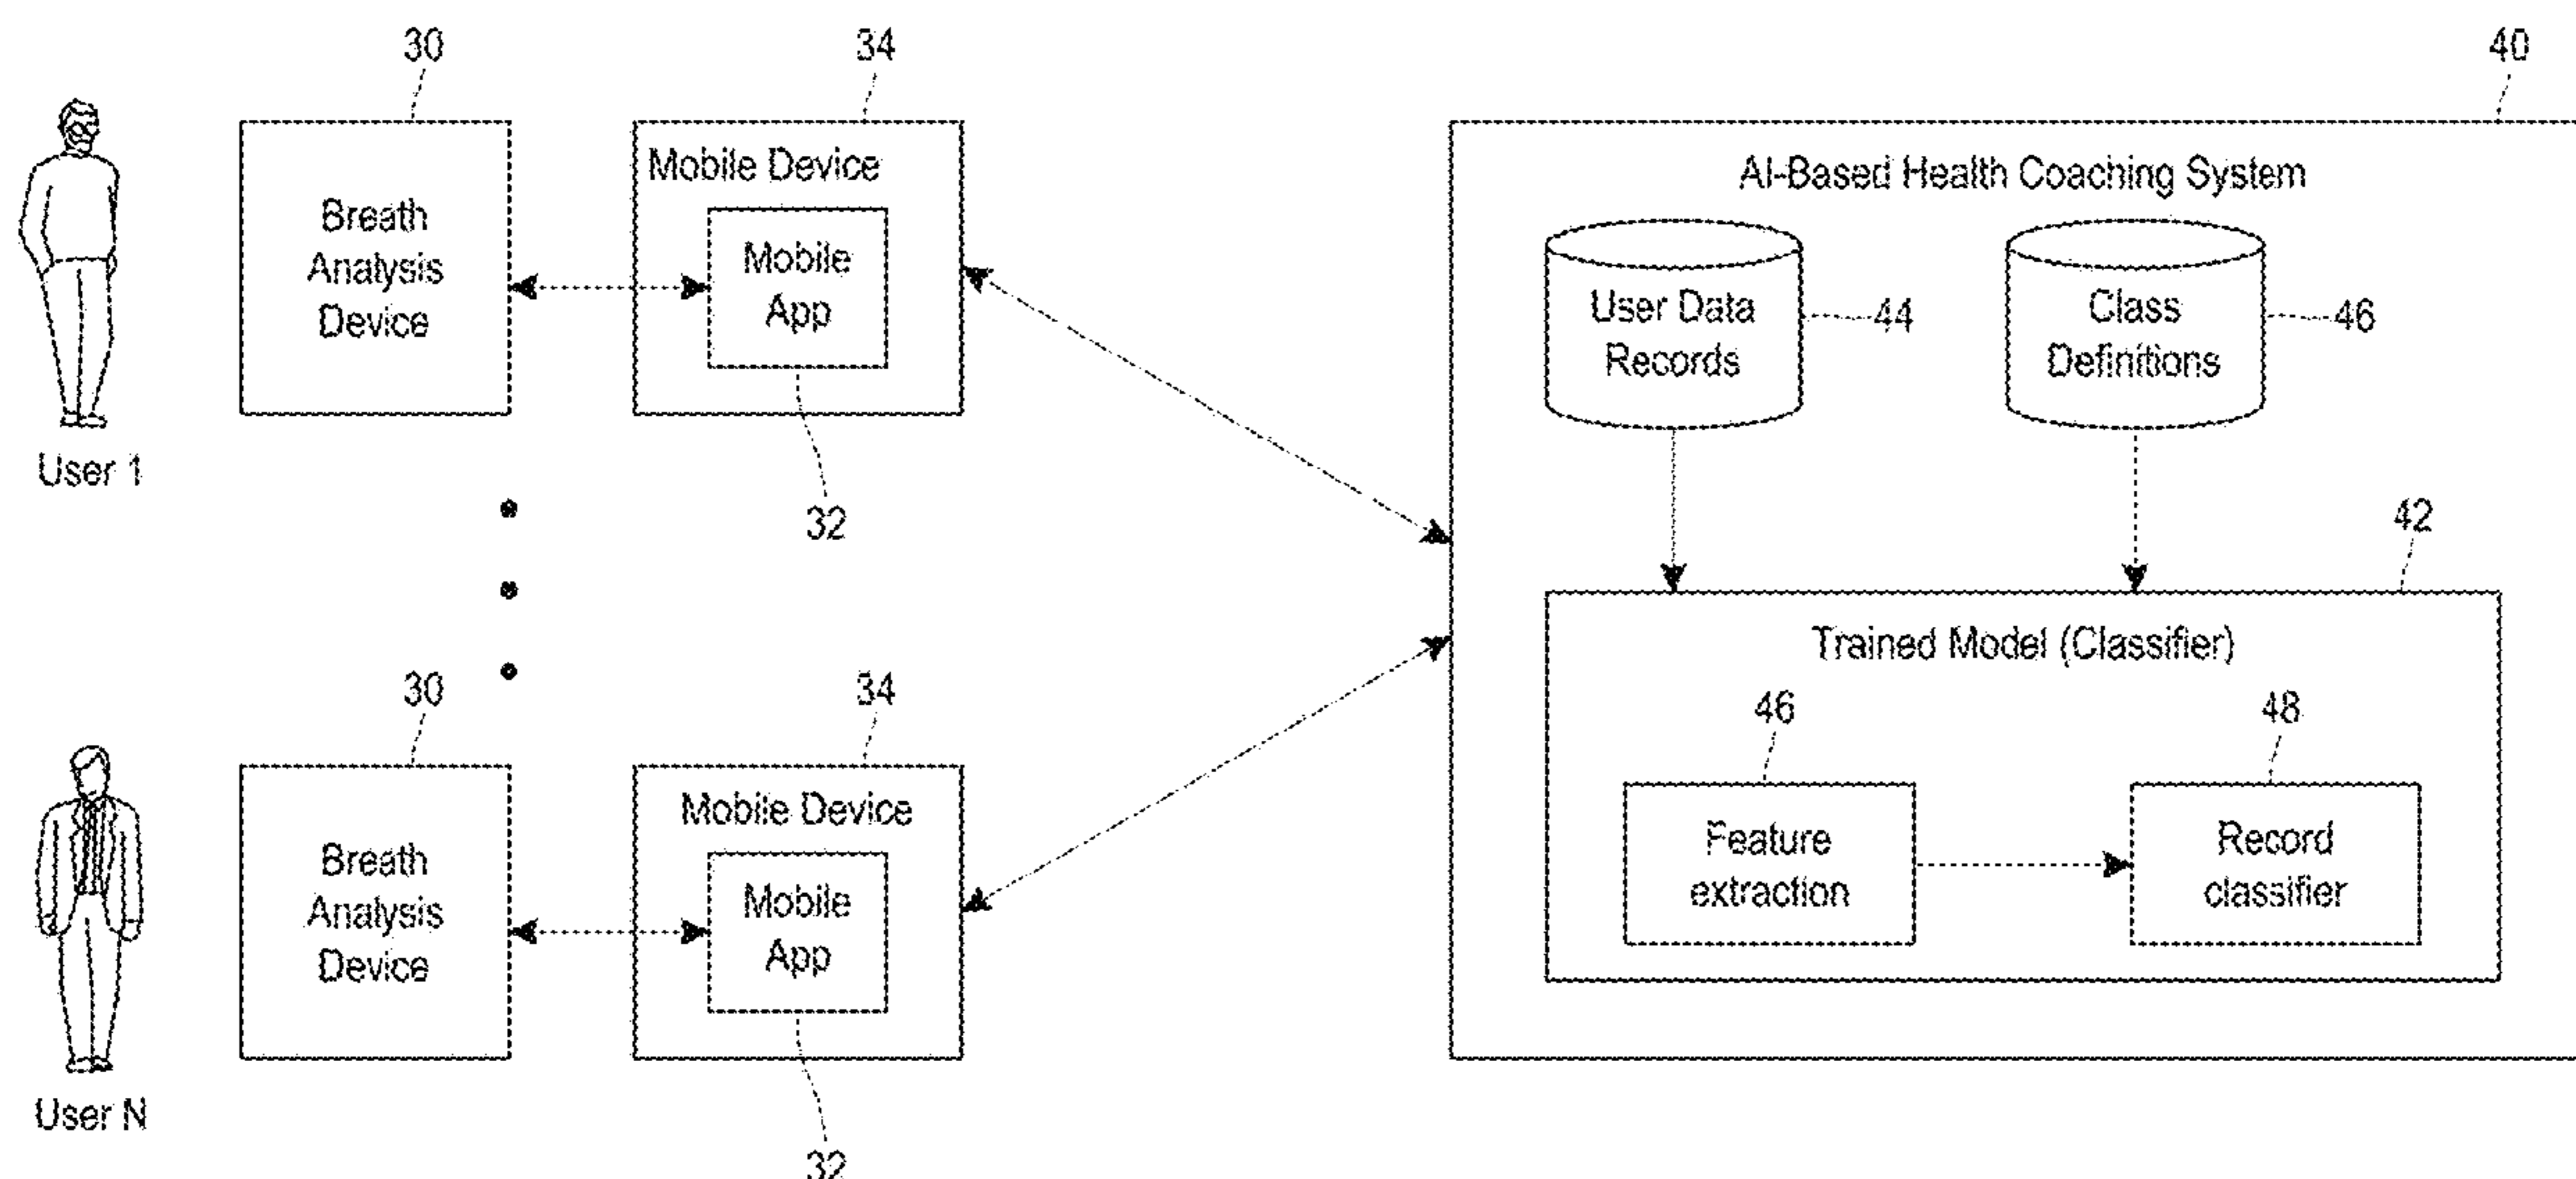 30
34
40
Mobile Device
AI-Based Health Coaching System
Breath
Analysis
Device
Mobile
App
User Data
Records
44
Class
Definitions
46
User 1
32
42
Trained Model (Classifier)
30
34
46
48
Mobile Device
Breath
Analysis
Device
Mobile
App
Feature
extraction
Record
classifier
User N
32